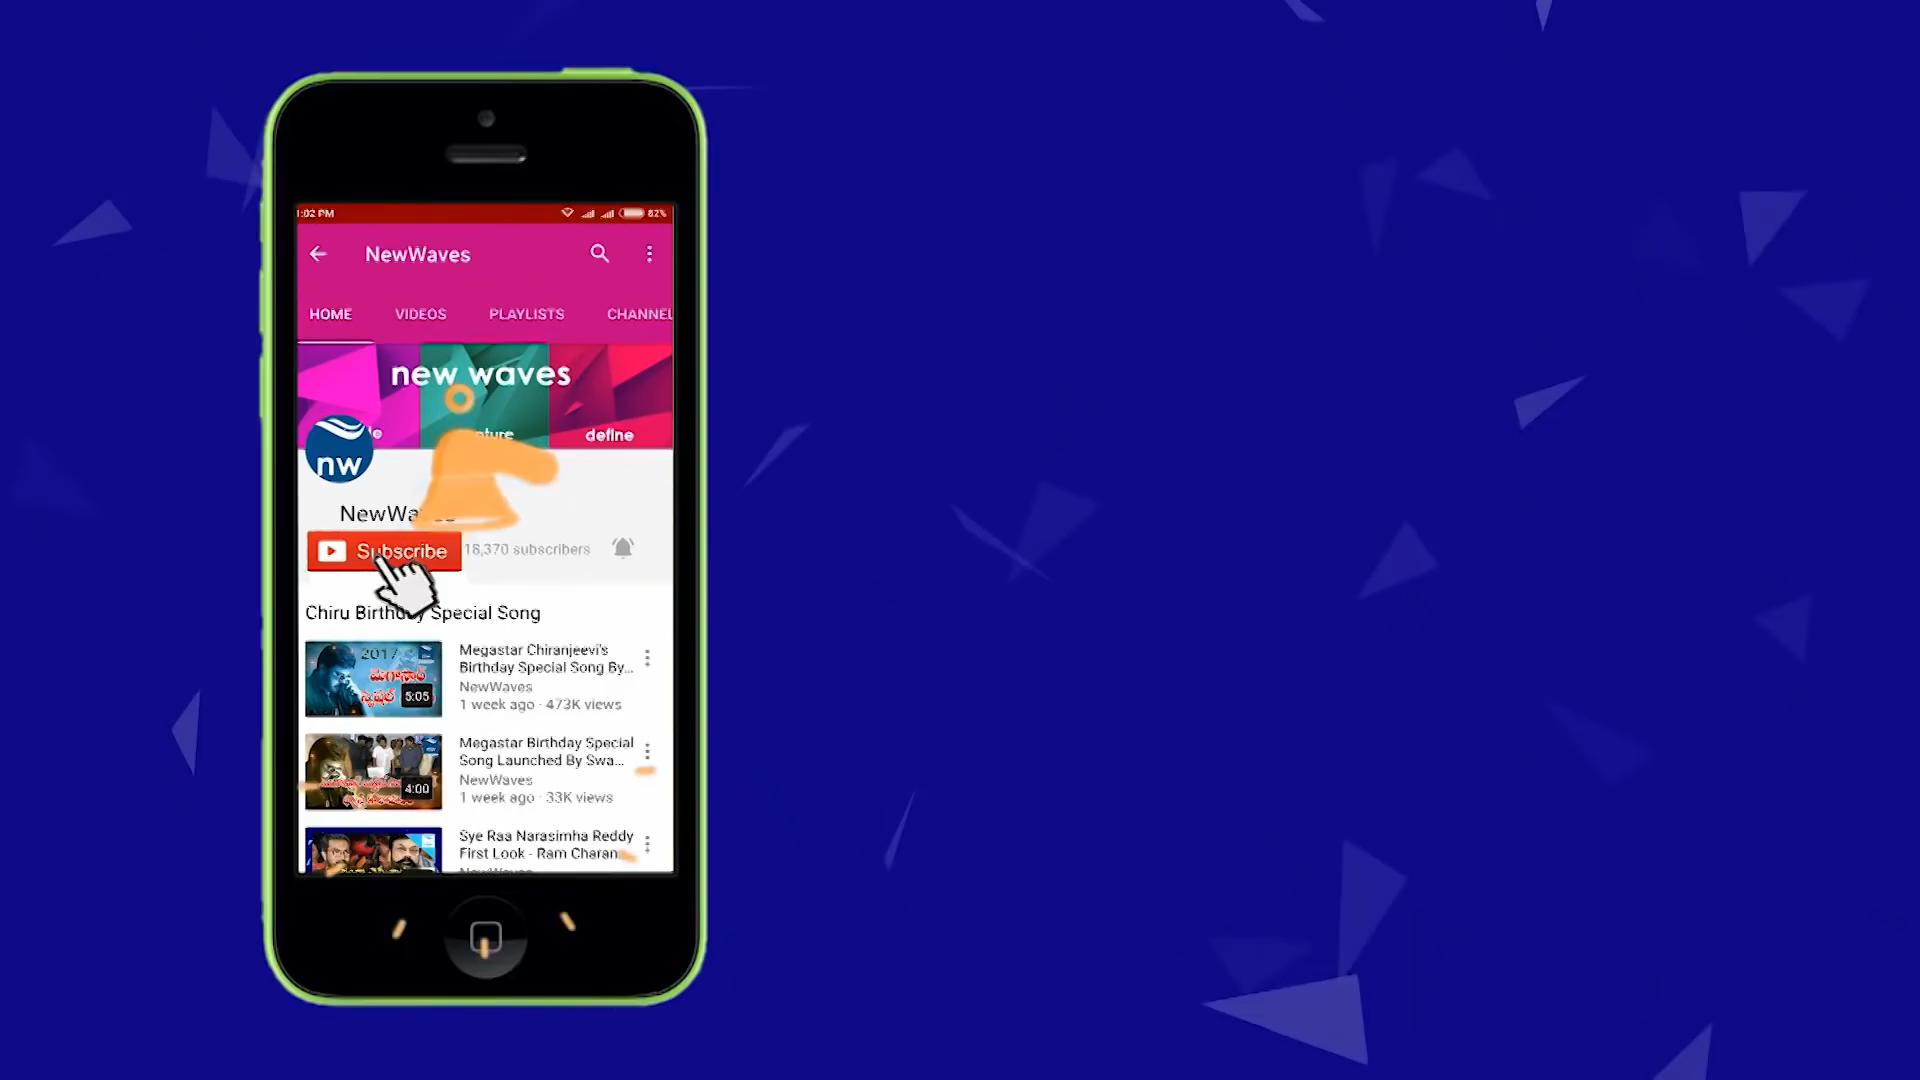 1:02 PM
82%
NewWaves
HOME VIDEOS PLAYLISTS CHANNEL
new waves
define
nw
Subscribe
18,370 subscribers
Chiru Birthday Special Song
2017
5:05
Megastar Chiranjeevi's
Birthday Special Song By...
NewWaves
1 week ago · 473K views
4:00
Megastar Birthday Special
Song Launched By Swa...
NewWaves
1 week ago · 33K views
Sye Raa Narasimha Reddy
First Look - Ram Charan